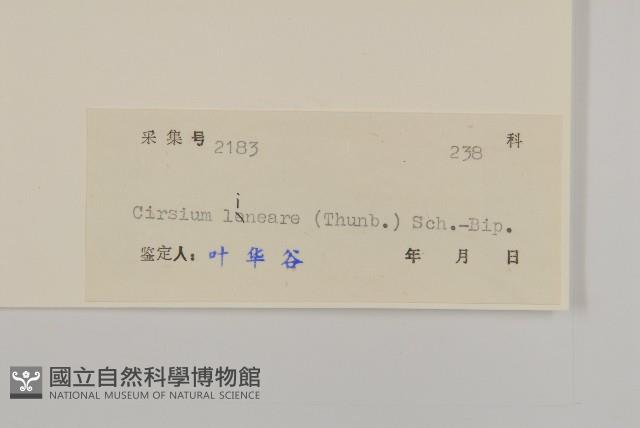 采集号 2183 238 科
Cirsium lineare (Thunb.) Sch.-Bip.
鉴定人: 叶华谷 年 月 日
國立自然科學博物館
NATIONAL MUSEUM OF NATURAL SCIENCE